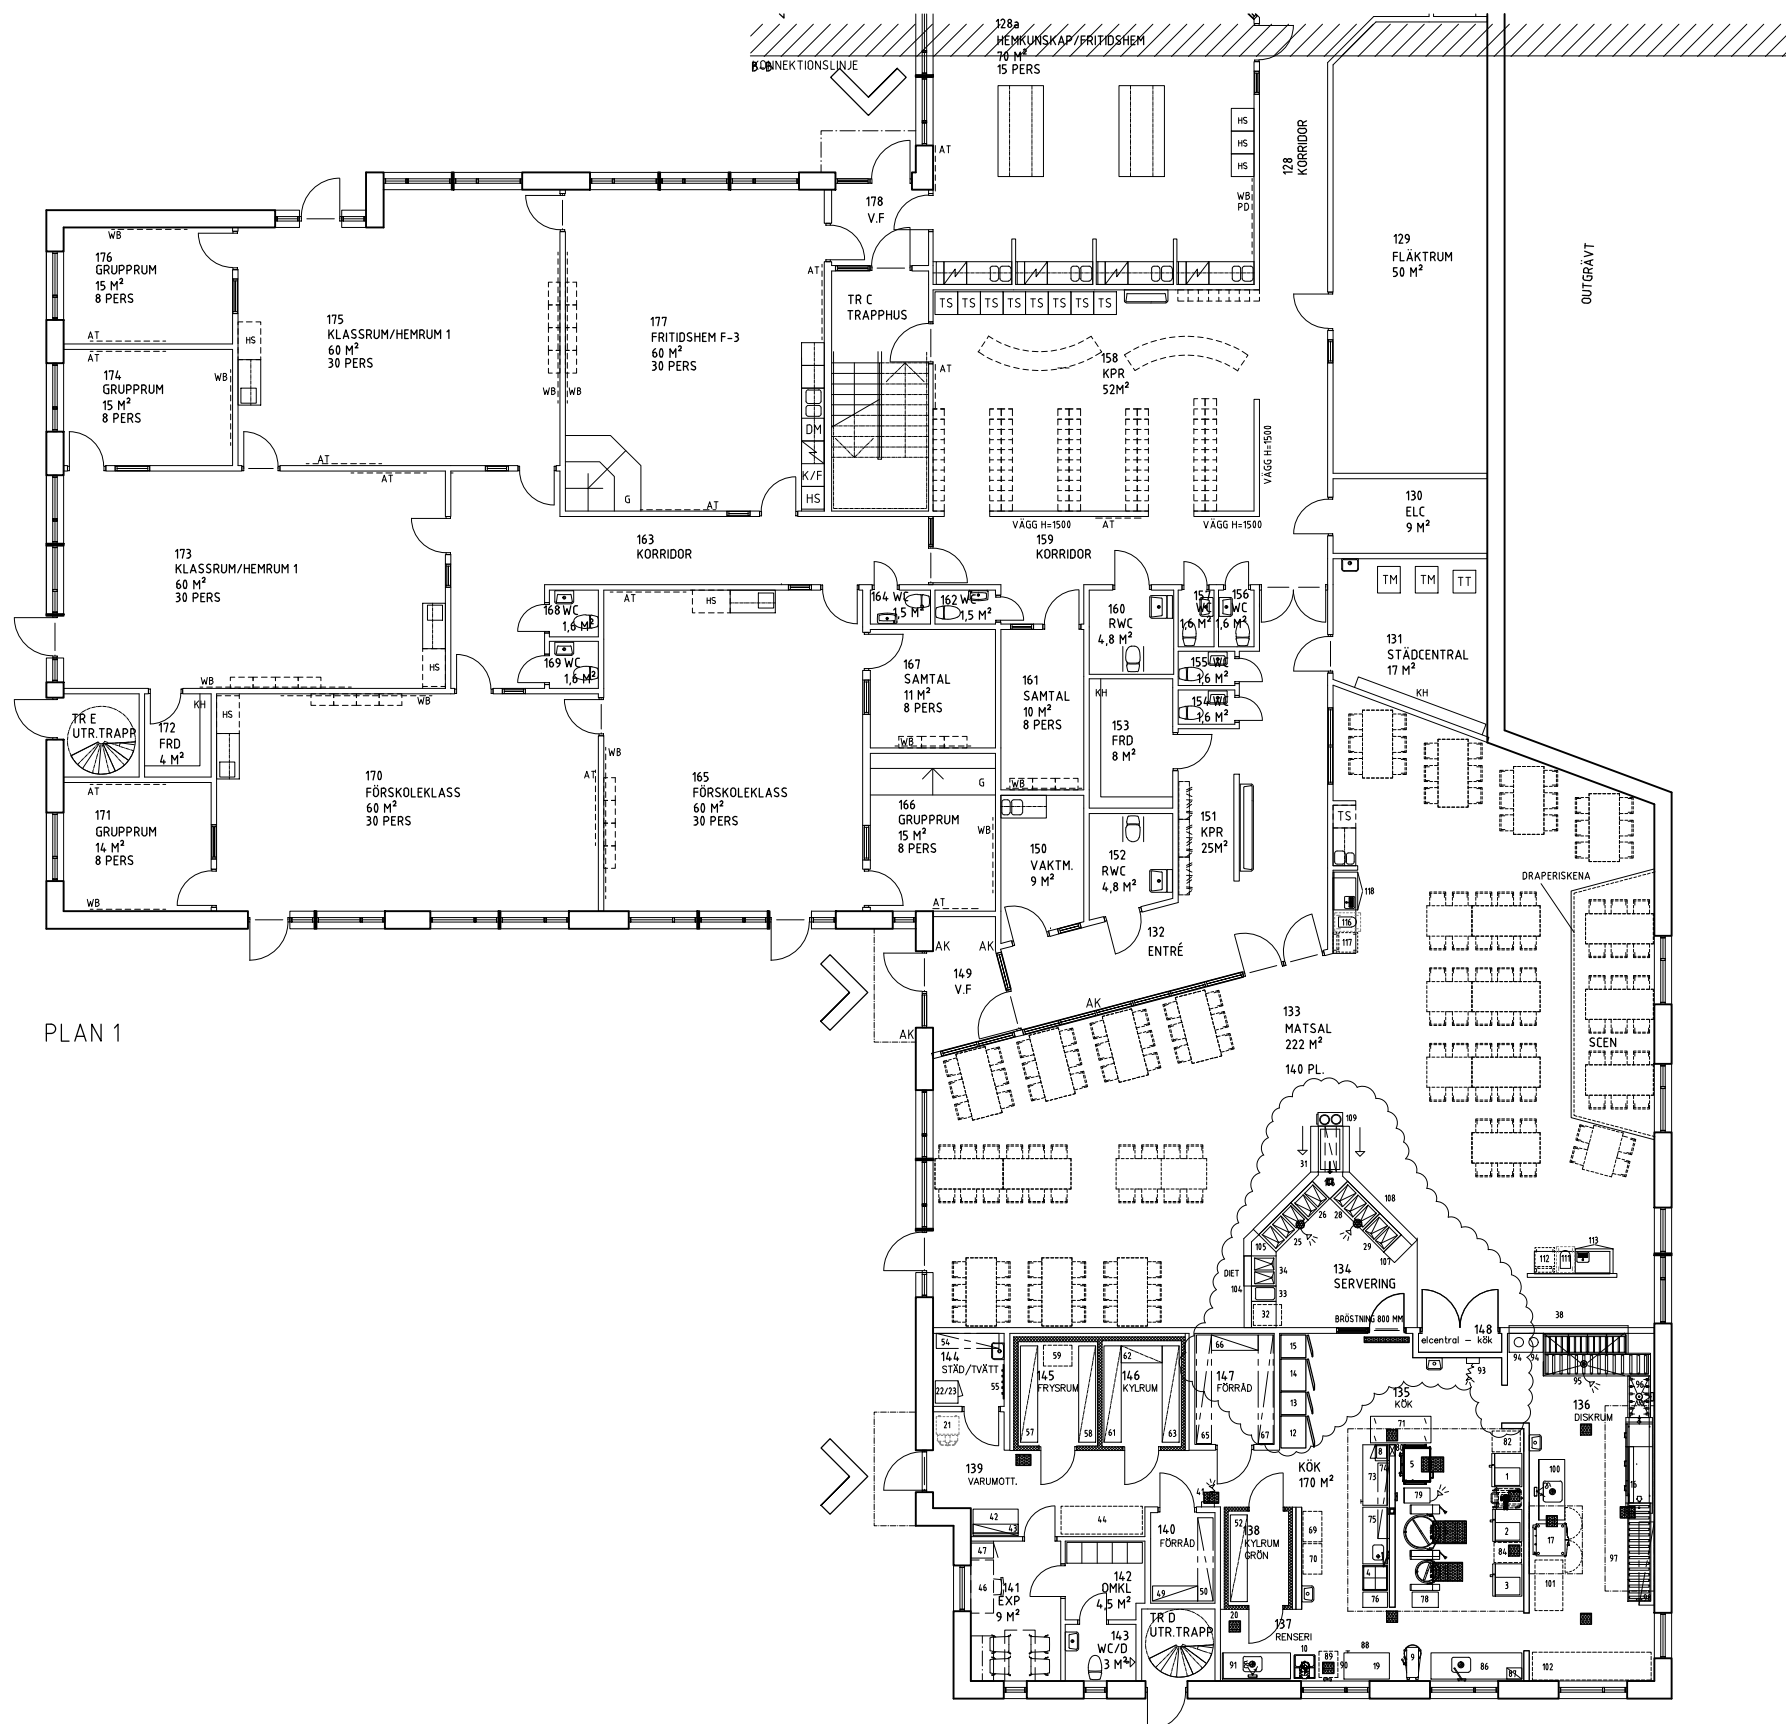 128a
HEMKUNSKAP/FRITIDSHEM
70 M²
15 PERS
KONNEKTIONSLINJE
B-B
AT
HS
HS
HS
WB
PD
128
KORRIDOR
129
FLÄKTRUM
50 M²
OUTGRÄVT
178
V.F
WB
176
GRUPPRUM
15 M²
8 PERS
AT
AT
174
GRUPPRUM
15 M²
8 PERS
WB
HS
175
KLASSRUM/HEMRUM 1
60 M²
30 PERS
WB
WB
AT
177
FRITIDSHEM F-3
60 M²
30 PERS
AT
DM
K/F
HS
G
AT
TR C
TRAPPHUS
TS TS TS TS TS TS TS TS
158
KPR
52M²
AT
VÄGG H=1500
VÄGG H=1500
AT
VÄGG H=1500
130
ELC
9 M²
AT
173
KLASSRUM/HEMRUM 1
60 M²
30 PERS
HS
WB
163
KORRIDOR
159
KORRIDOR
TM
TM
TT
131
STÄDCENTRAL
17 M²
KH
168 WC
1,6 M²
169 WC
1,6 M²
AT
HS
164 WC
1,5 M²
162 WC
1,5 M²
160
RWC
4,8 M²
157
WC
1,6 M²
156
WC
1,6 M²
155 WC
1,6 M²
154 WC
1,6 M²
167
SAMTAL
11 M²
8 PERS
WB
161
SAMTAL
10 M²
8 PERS
WB
KH
153
FRD
8 M²
TR E
UTR.TRAPP
172
FRD
4 M²
KH
HS
WB
170
FÖRSKOLEKLASS
60 M²
30 PERS
AT
WB
165
FÖRSKOLEKLASS
60 M²
30 PERS
G
166
GRUPPRUM
15 M²
8 PERS
WB
AT
AT
171
GRUPPRUM
14 M²
8 PERS
WB
150
VAKTM.
9 M²
152
RWC
4,8 M²
151
KPR
25M²
TS
118
116
117
DRAPERISKENA
132
ENTRÉ
AK
AK
149
V.F
AK
AK
PLAN 1
133
MATSAL
222 M²
140 PL.
SCEN
109
31
108
26
28
105
25
29
107
DIET
34
104
33
32
134
SERVERING
113
112
111
BRÖSTNING 800 MM
38
148
elcentral - kök
54
144
STÄD/TVÄTT
22/23
55
21
59
145
FRYSRUM
57
58
62
146
KYLRUM
61
63
66
147
FÖRRÅD
65
67
15
14
13
12
93
94
94
95
96
135
KÖK
136
DISKRUM
71
82
139
VARUMOTT.
41
KÖK
170 M²
8
80
5
73
74
79
75
1
2
84
3
4
76
78
100
17
101
16
97
42
43
44
47
46
141
EXP
9 M²
142
OMKL
4,5 M²
143
WC/D
3 M²
140
FÖRRÅD
49
50
TR D
UTR.TRAPP
52
138
KYLRUM
GRÖN
69
70
20
137
RENSERI
91
10
89
90
88
19
9
86
87
102